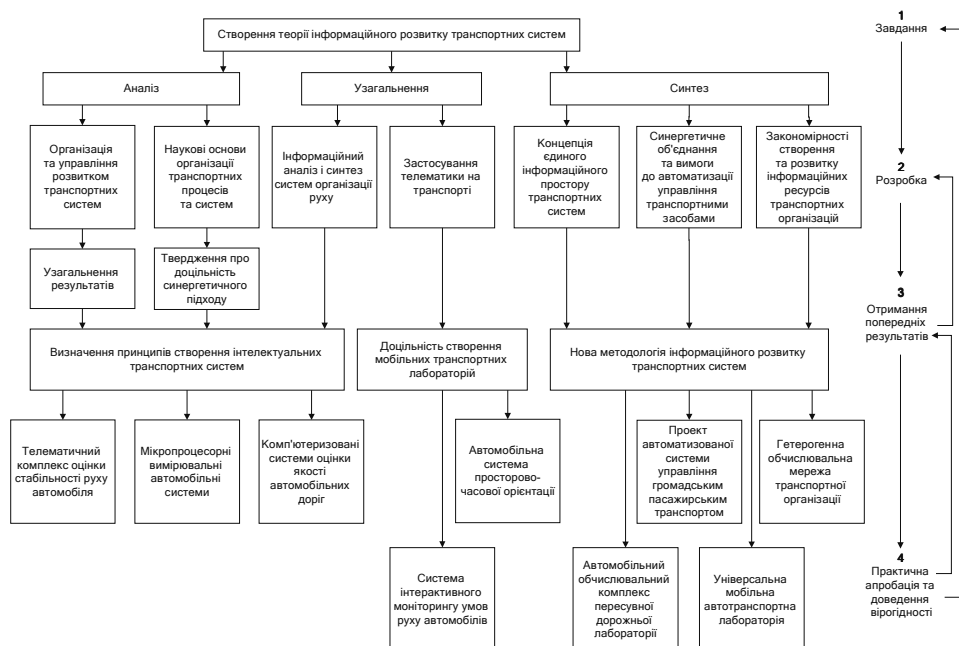 Створення теорії інформаційного розвитку транспортних систем
1
Завдання
Аналіз
Узагальнення
Синтез
Організація
та управління
розвитком
транспортних
систем
Наукові основи
організації
транспортних
процесів
та систем
Інформаційний
аналіз і синтез
систем організації
руху
Застосування
телематики на
транспорті
Концепція
єдиного
інформаційного
простору
транспортних
систем
Синергетичне
об'єднання
та вимоги
до автоматизації
управління
транспортними
засобами
Закономірності
створення
та розвитку
інформаційних
ресурсів
транспортних
організацій
2
Розробка
Узагальнення
результатів
Твердження про
доцільність
синергетичного
підходу
3
Отримання
попередніх
результатів
Визначення принципів створення інтелектуальних
транспортних систем
Доцільність створення
мобільних транспортних
лабораторій
Нова методологія інформаційного розвитку
транспортних систем
Телематичний
комплекс оцінки
стабільності руху
автомобіля
Мікропроцесорні
вимірювальні
автомобільні
системи
Комп'ютеризовані
системи оцінки
якості
автомобільних
доріг
Автомобільна
система
просторово-
часової орієнтації
Проект
автоматизованої
системи
управління
громадським
пасажирським
транспортом
Гетерогенна
обчислювальна
мережа
транспортної
організації
Система
інтерактивного
моніторингу умов
руху автомобілів
Автомобільний
обчислювальний
комплекс
пересувної
дорожньої
лабораторії
Універсальна
мобільна
автотранспортна
лабораторія
4
Практична
апробація та
доведення
вірогідності